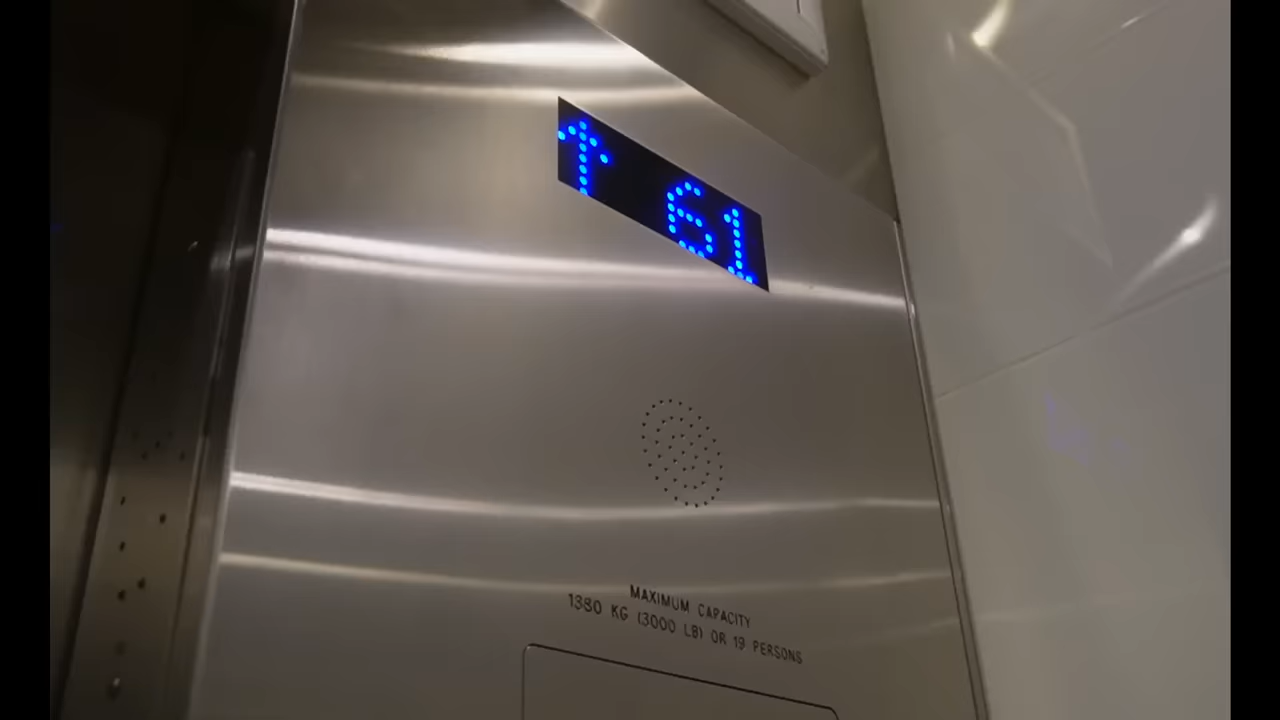 ↑ 61
MAXIMUM CAPACITY
1380 KG (3000 LB) OR 19 PERSONS